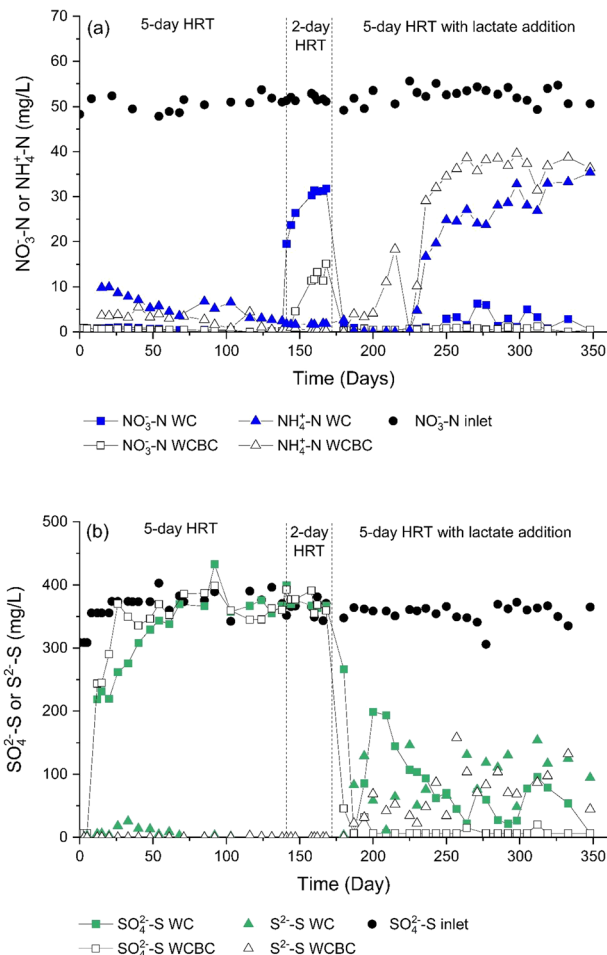 (a)
5-day HRT
2-day
HRT
5-day HRT with lactate addition
NO₃⁻-N or NH₄⁺-N (mg/L)
70
60
50
40
30
20
10
0
0 50 100 150 200 250 300 350
Time (Days)
NO₃⁻-N WC NH₄⁺-N WC NO₃⁻-N inlet
NO₃⁻-N WCBC NH₄⁺-N WCBC
(b)
5-day HRT
2-day
HRT
5-day HRT with lactate addition
SO₄²⁻-S or S²⁻-S (mg/L)
500
400
300
200
100
0
0 50 100 150 200 250 300 350
Time (Day)
SO₄²⁻-S WC S²⁻-S WC SO₄²⁻-S inlet
SO₄²⁻-S WCBC S²⁻-S WCBC